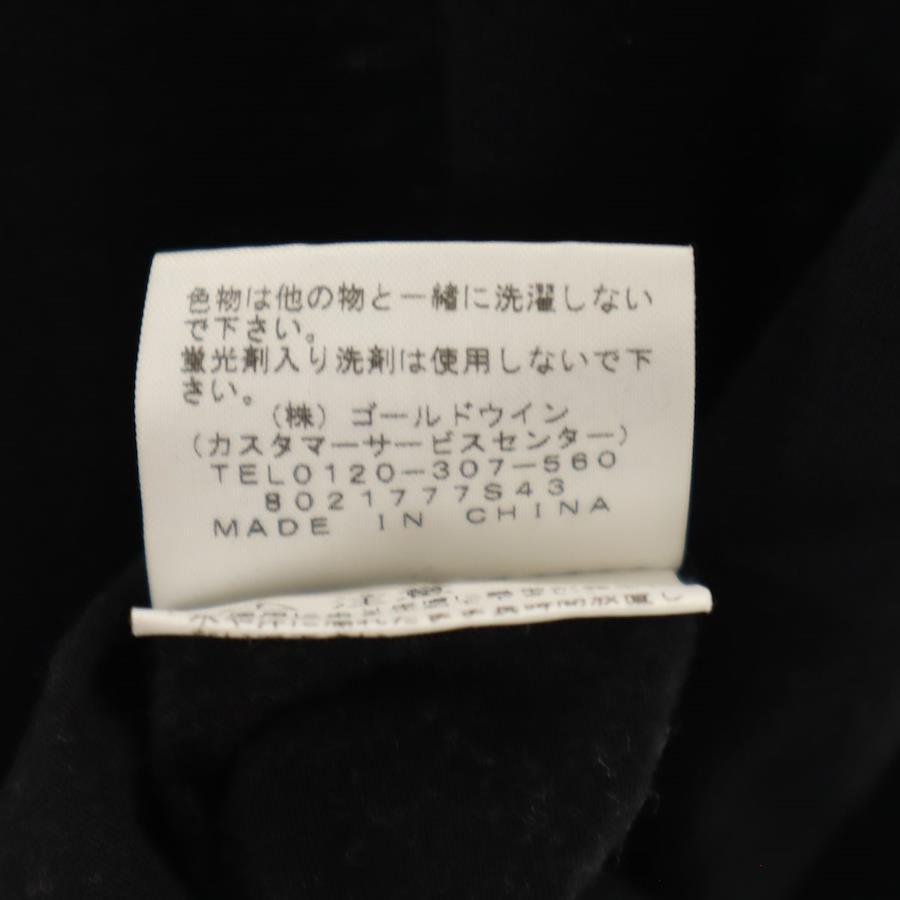 色物は他の物と一緒に洗濯しない
で下さい。
蛍光剤入り洗剤は使用しないで下
さい。
(株)ゴールドウイン
(カスタマーサービスセンター)
TEL0120-307-560
8021777S43
MADE IN CHINA